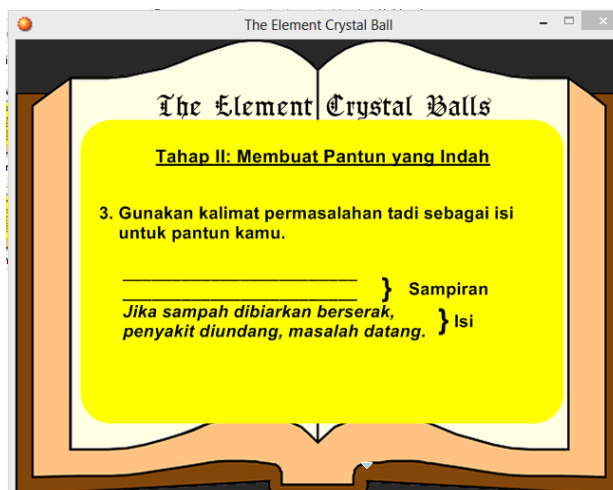 The Element Crystal Ball
The Element Crystal Balls
Tahap II: Membuat Pantun yang Indah
3. Gunakan kalimat permasalahan tadi sebagai isi
untuk pantun kamu.
} Sampiran
Jika sampah dibiarkan berserak,
penyakit diundang, masalah datang.
} Isi